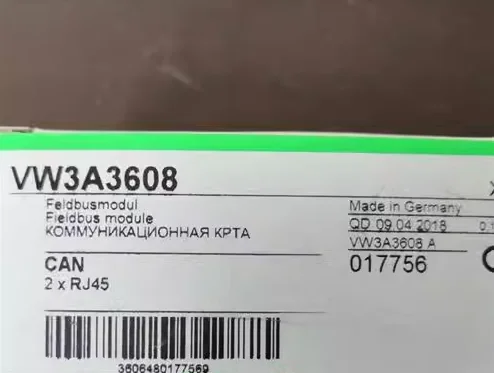 VW3A3608
Feldbusmodul
Fieldbus module
КОММУНИКАЦИОННАЯ КРТА
CAN
2 x RJ45
3606480177569
Made in Germany
QD 09.04.2018
VW3A3608 A
017756